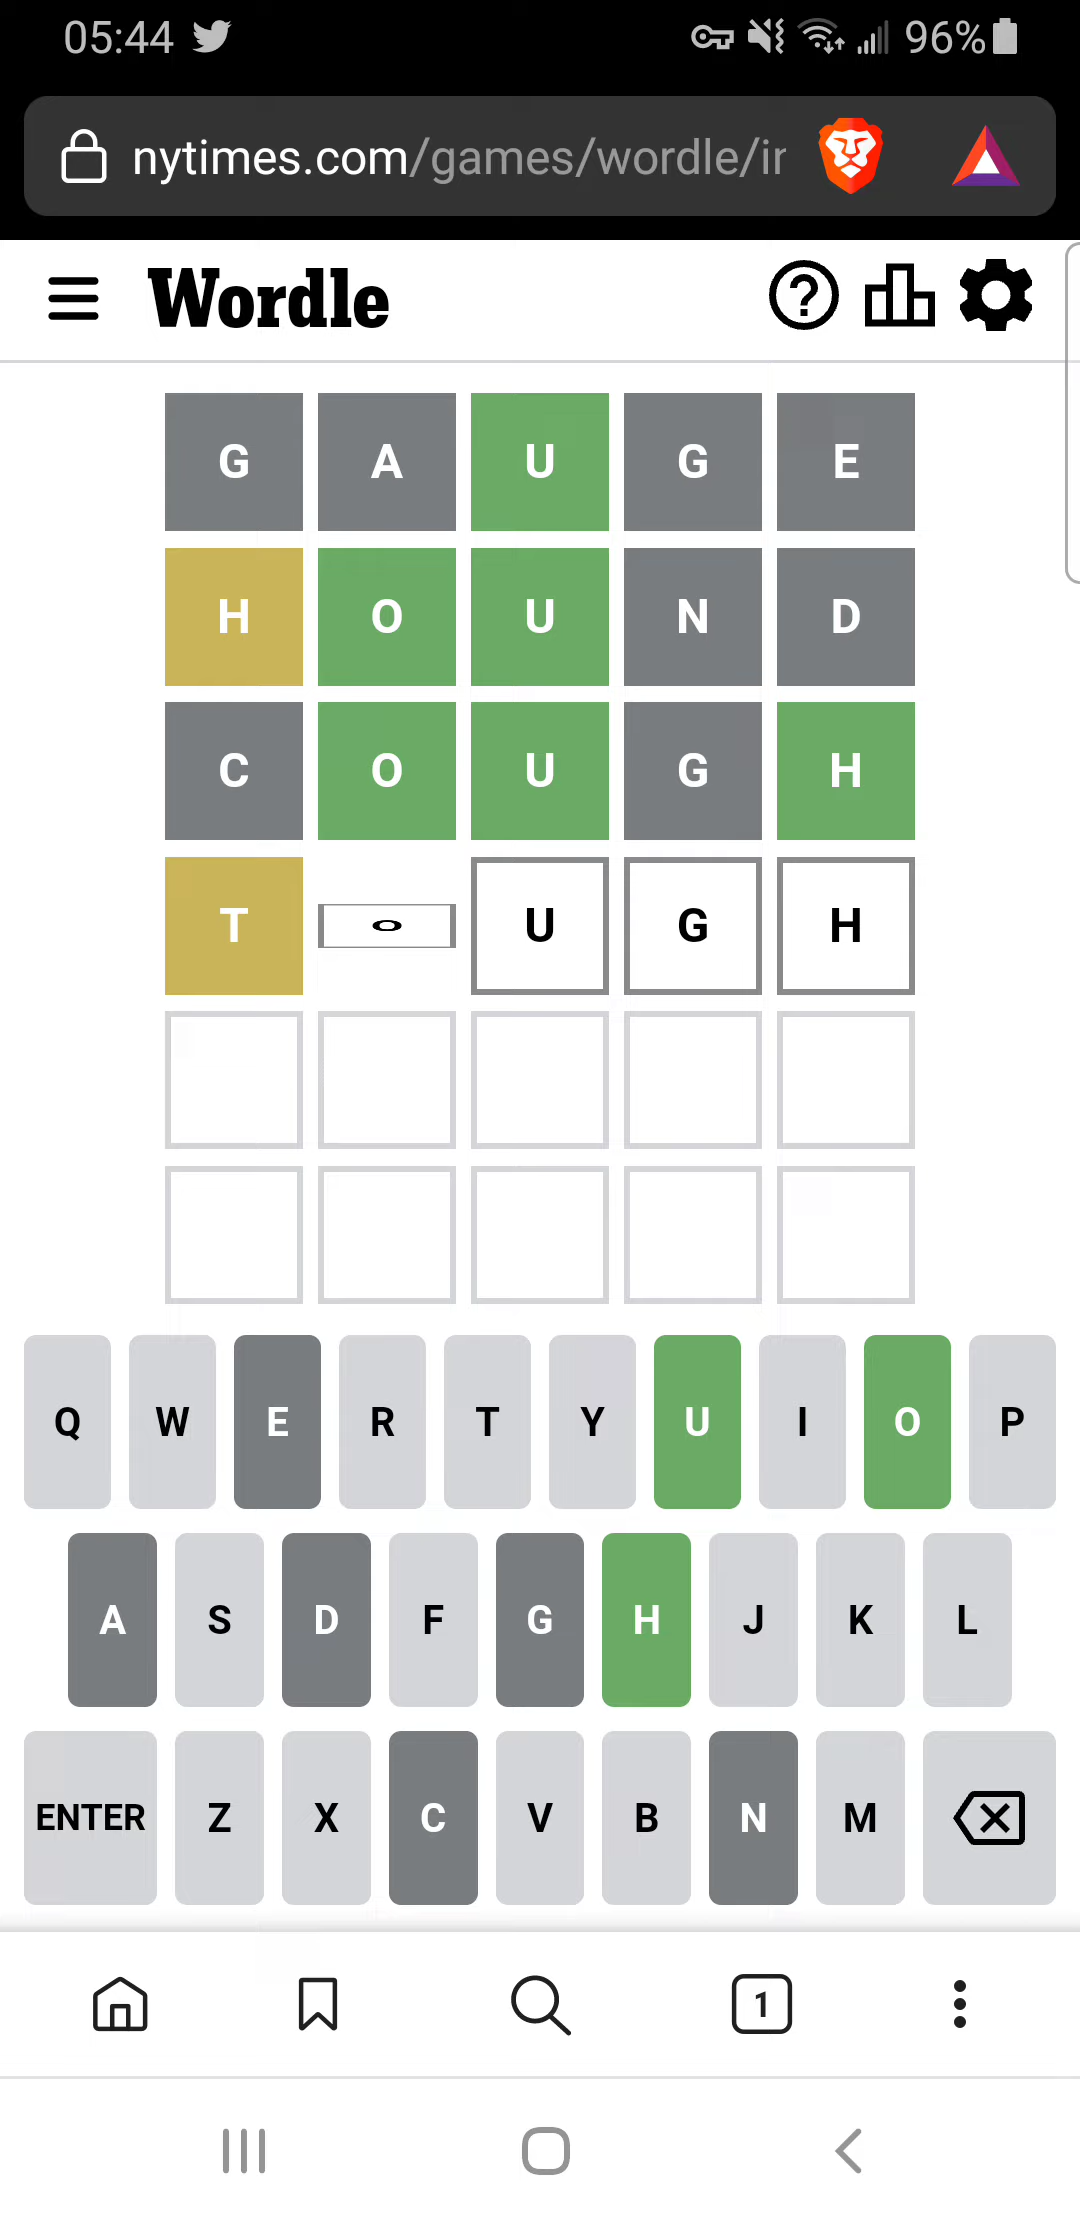 05:44 96%
nytimes.com/games/wordle/ir
Wordle
G A U G E
H O U N D
C O U G H
T O U G H
Q W E R T Y U I O P
A S D F G H J K L
ENTER Z X C V B N M
1